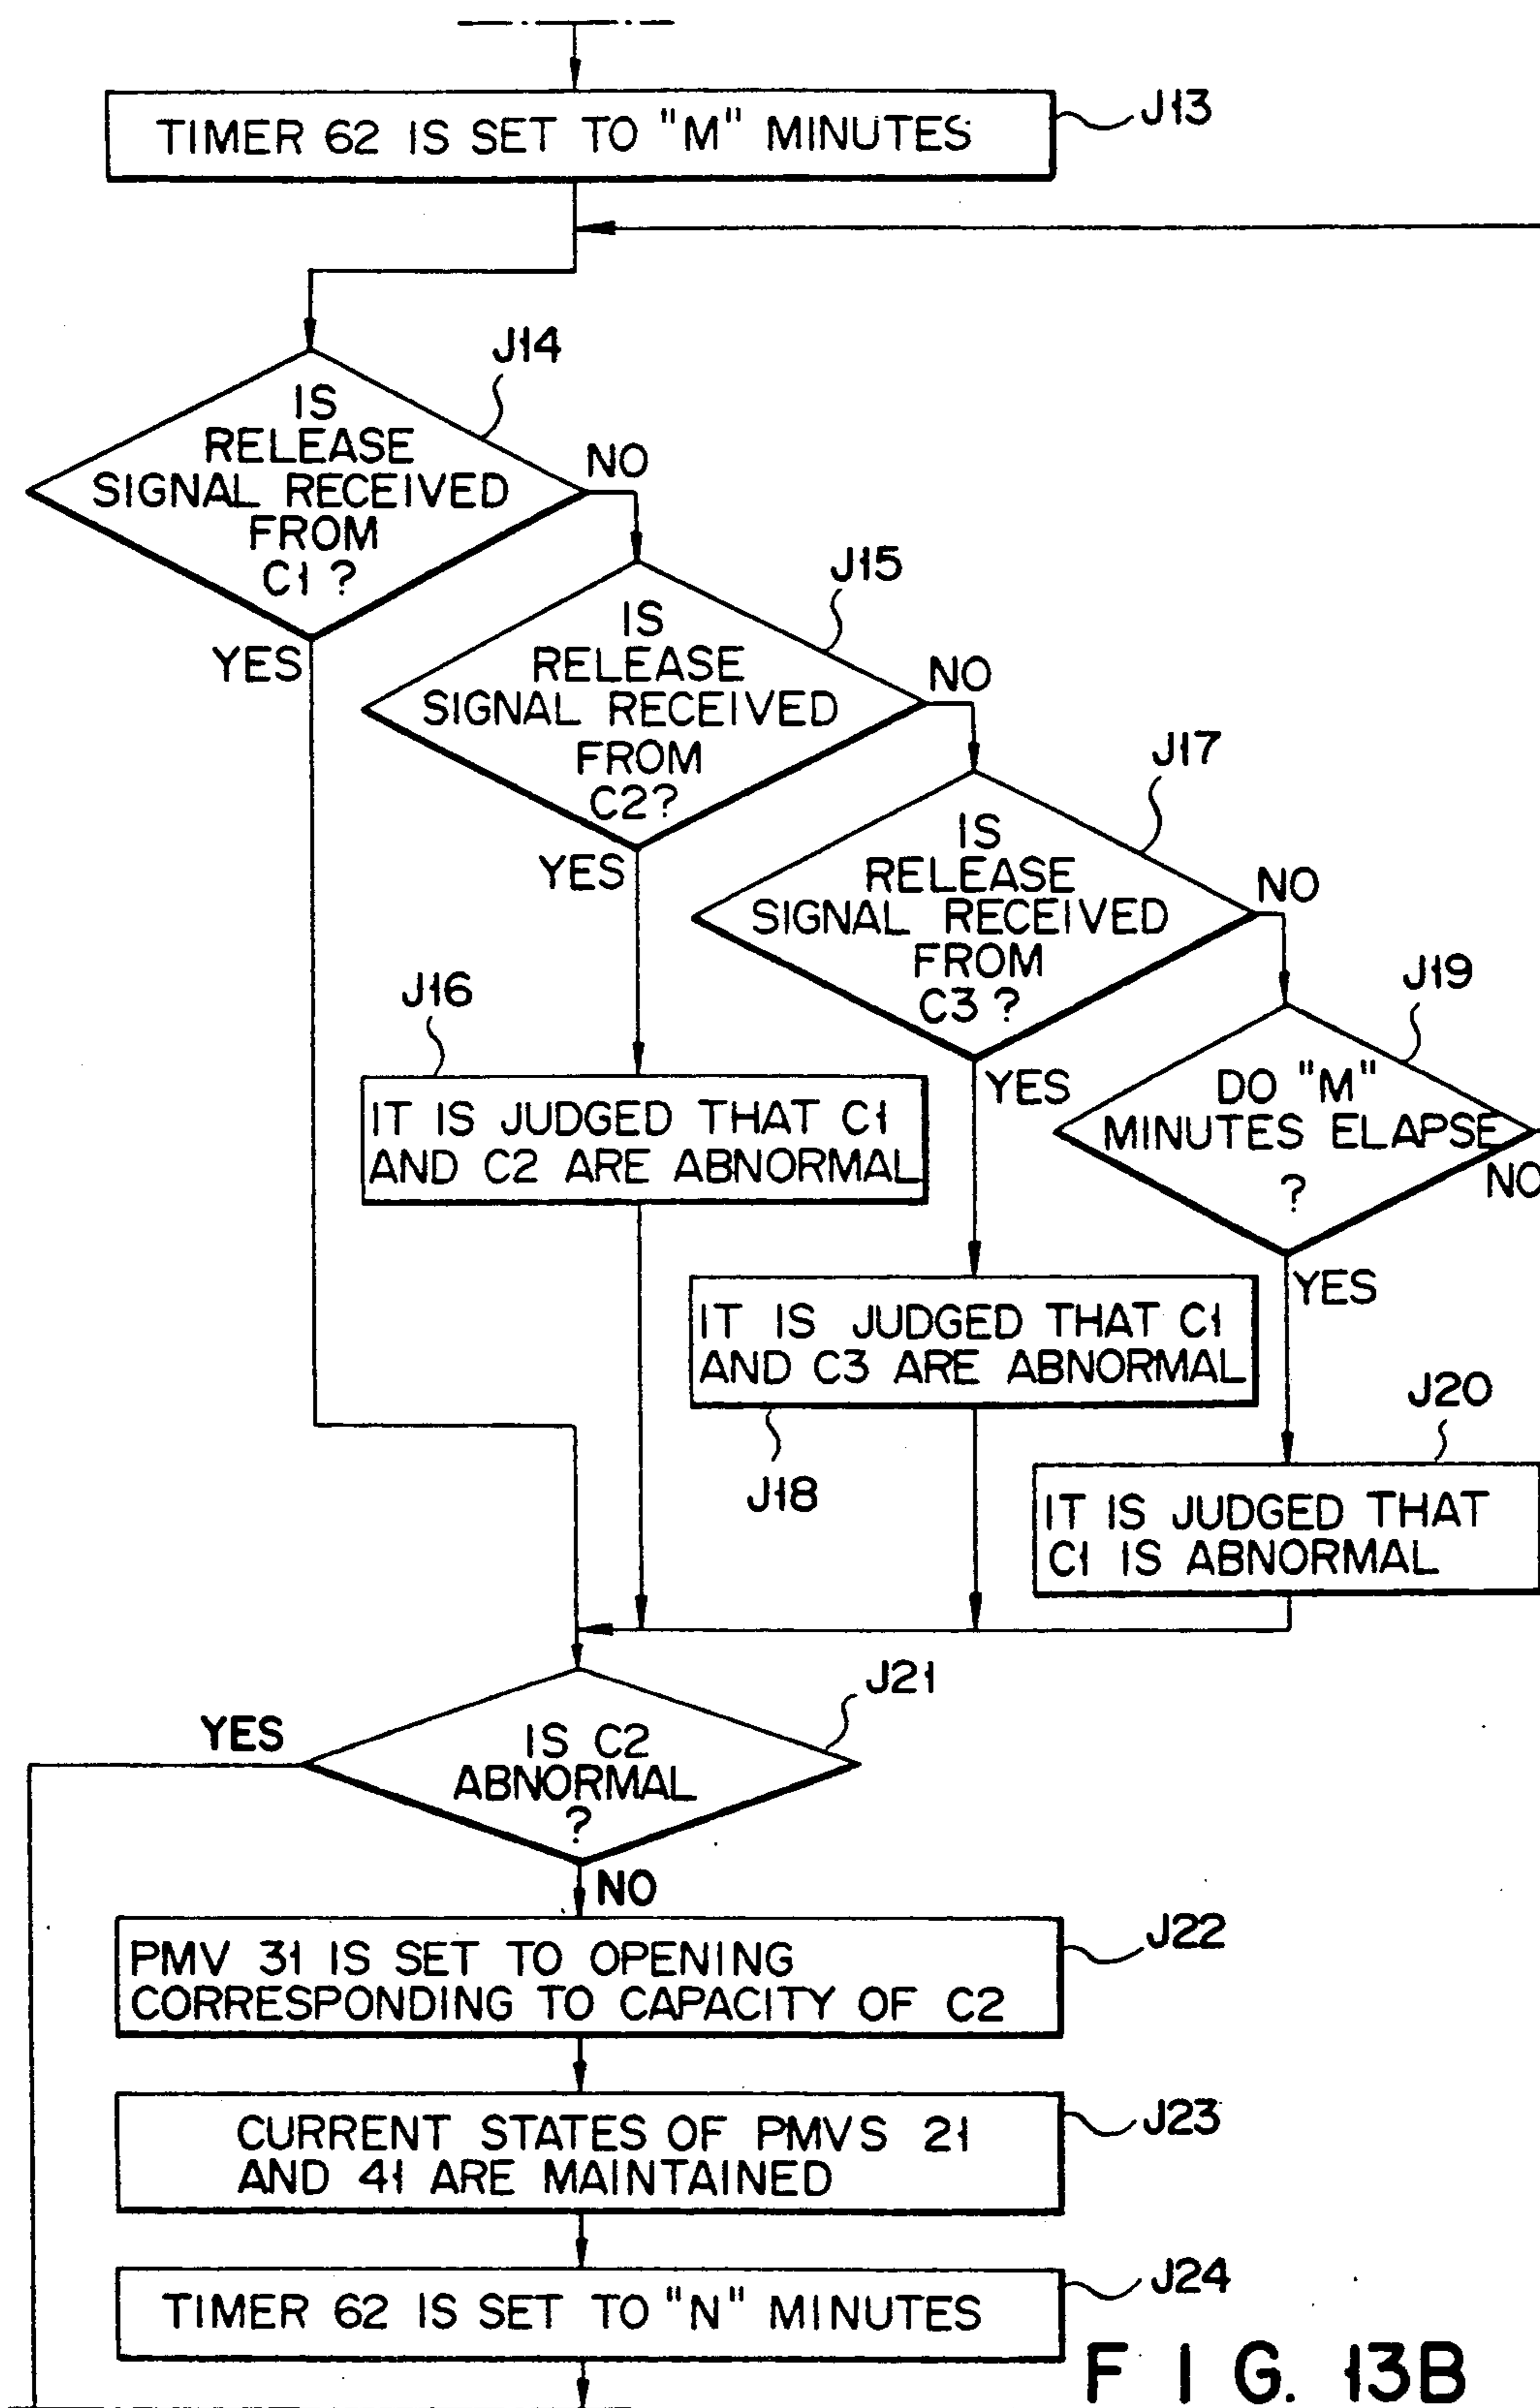 TIMER 62 IS SET TO "M" MINUTES
J13
J14
IS
RELEASE
SIGNAL RECEIVED
FROM
C1 ?
NO
YES
J15
IS
RELEASE
SIGNAL RECEIVED
FROM
C2?
NO
YES
J17
IS
RELEASE
SIGNAL RECEIVED
FROM
C3 ?
NO
YES
J16
IT IS JUDGED THAT C1
AND C2 ARE ABNORMAL
J19
DO "M"
MINUTES ELAPSE
?
NO
YES
IT IS JUDGED THAT C1
AND C3 ARE ABNORMAL
J18
J20
IT IS JUDGED THAT
C1 IS ABNORMAL
J21
YES
IS C2
ABNORMAL
?
NO
PMV 31 IS SET TO OPENING
CORRESPONDING TO CAPACITY OF C2
J22
CURRENT STATES OF PMVS 21
AND 41 ARE MAINTAINED
J23
TIMER 62 IS SET TO "N" MINUTES
J24
FIG. 13B